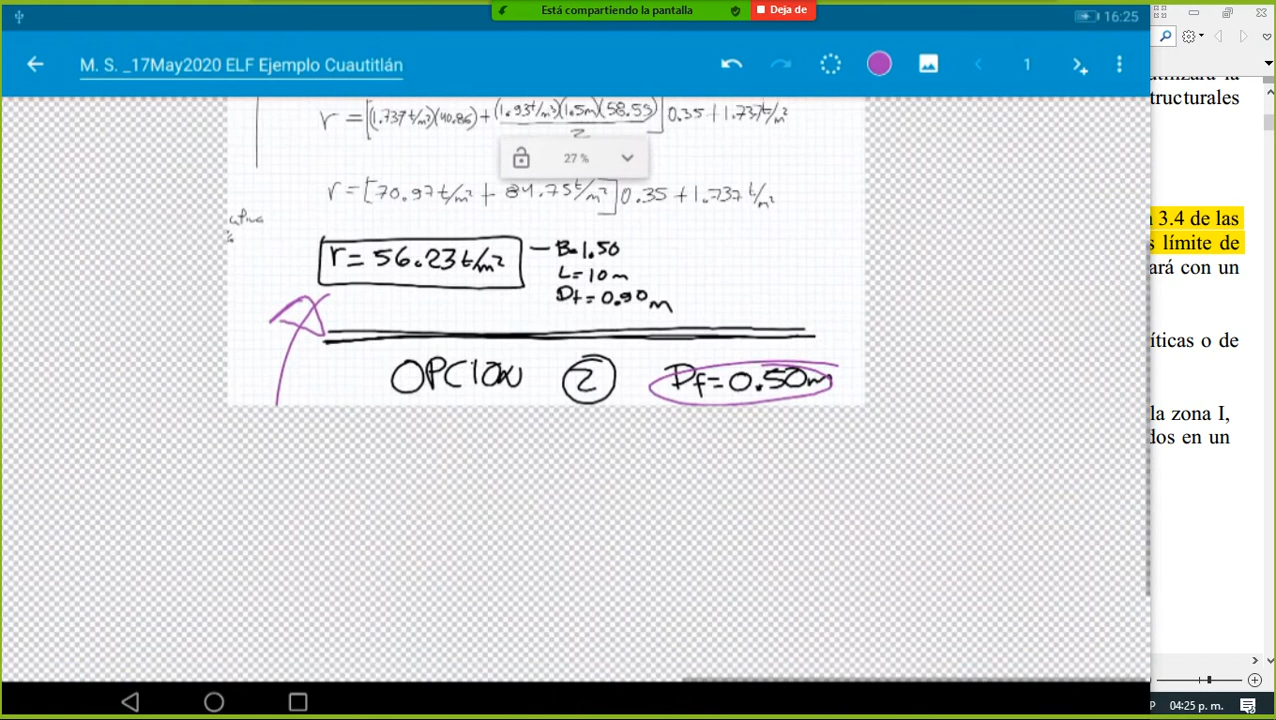 Está compartiendo la pantalla
Deja de
16:25
M. S. _17May2020 ELF Ejemplo Cuautitlán
1
r = [(1.737 t/m²)(40.86) + (1.93 t/m³)(1.5m)(58.55) / 2] 0.35 + 1.737 t/m²
27 %
r = [70.97 t/m² + 84.75 t/m²] 0.35 + 1.737 t/m²
r = 56.23 t/m² — B=1.50
L=10 m
Df=0.90 m
OPCION 2 Df=0.50m
tructurales
3.4 de las
s límite de
ará con un
íticas o de
la zona I,
dos en un
P 04:25 p. m.